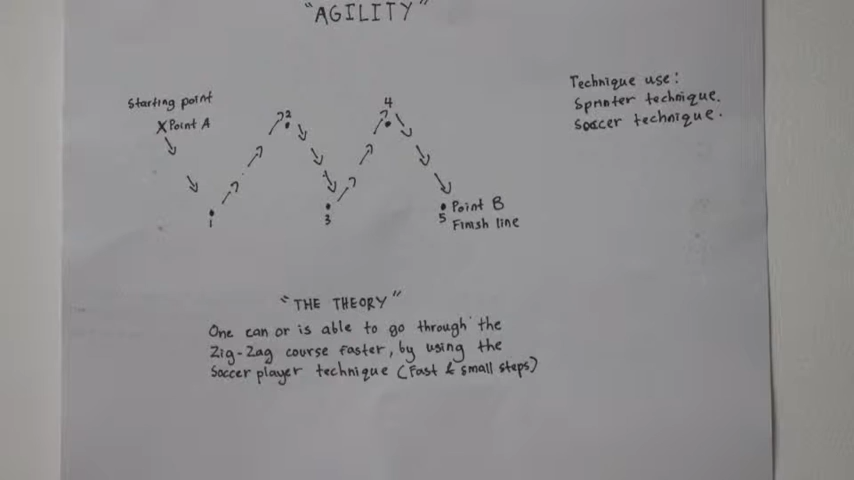 "AGILITY"
Starting point
X Point A
Technique use:
Sprinter technique.
Soccer technique.
1
2
3
4
5
Point B
Finish line
"THE THEORY"
One can or is able to go through the
Zig-Zag course faster, by using the
Soccer player technique (Fast & small steps)